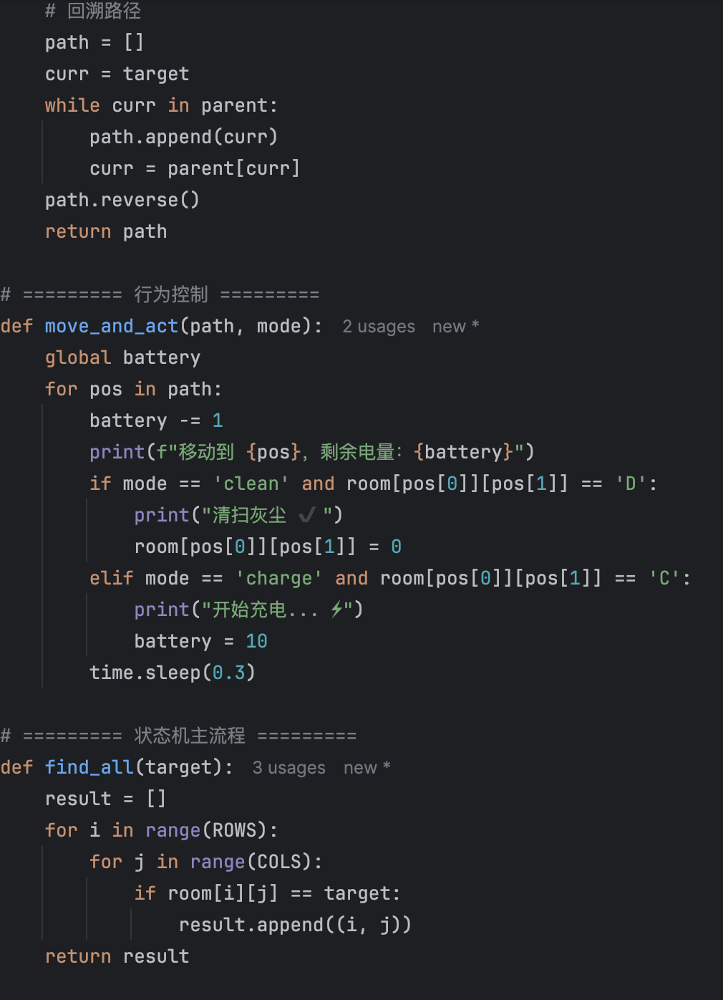 # 回溯路径
path = []
curr = target
while curr in parent:
path.append(curr)
curr = parent[curr]
path.reverse()
return path
# ========= 行为控制 =========
def move_and_act(path, mode): 2 usages new *
global battery
for pos in path:
battery -= 1
print(f"移动到 {pos}，剩余电量：{battery}")
if mode == 'clean' and room[pos[0]][pos[1]] == 'D':
print("清扫灰尘 ✔ ")
room[pos[0]][pos[1]] = 0
elif mode == 'charge' and room[pos[0]][pos[1]] == 'C':
print("开始充电... ⚡")
battery = 10
time.sleep(0.3)
# ========= 状态机主流程 =========
def find_all(target): 3 usages new *
result = []
for i in range(ROWS):
for j in range(COLS):
if room[i][j] == target:
result.append((i, j))
return result